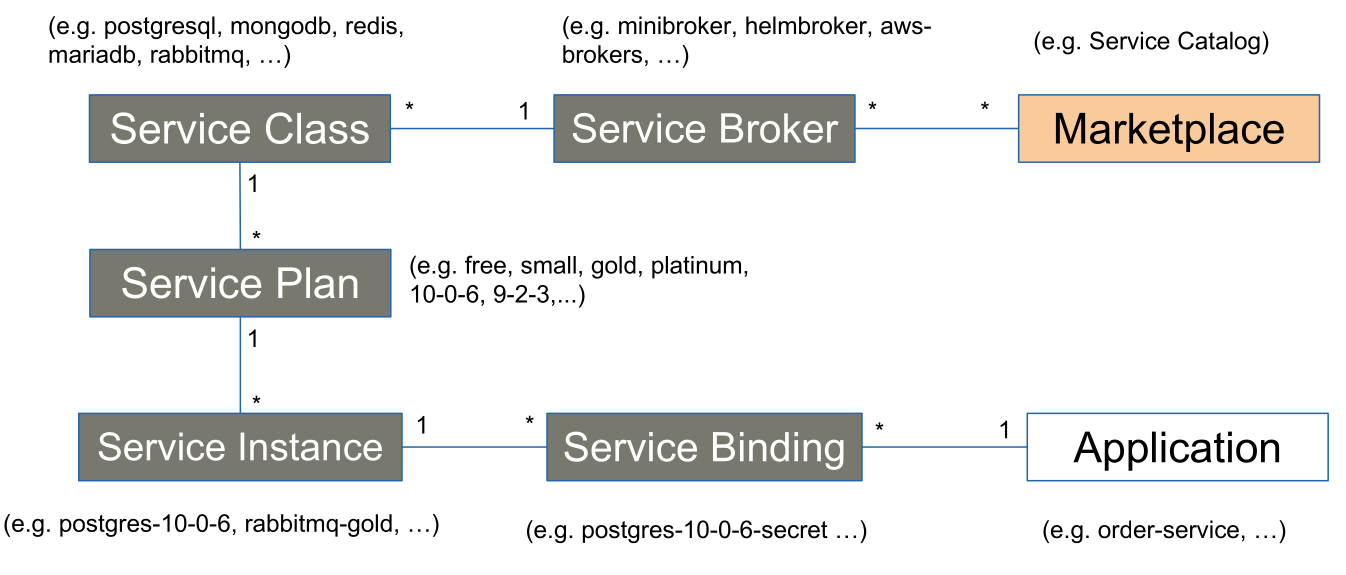 (e.g. postgresql, mongodb, redis,
mariadb, rabbitmq, …)
(e.g. minibroker, helmbroker, aws-
brokers, …)
(e.g. Service Catalog)
Service Class
*
1
Service Broker
*
*
Marketplace
1
*
Service Plan
(e.g. free, small, gold, platinum,
10-0-6, 9-2-3,...)
1
*
Service Instance
1
*
Service Binding
*
1
Application
(e.g. postgres-10-0-6, rabbitmq-gold, …)
(e.g. postgres-10-0-6-secret …)
(e.g. order-service, …)